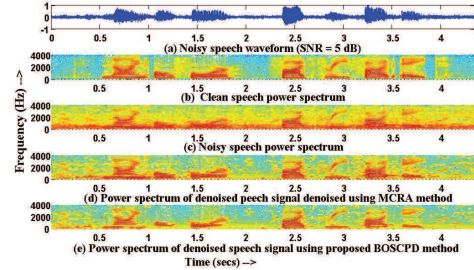 1
0
-1
0.5 1 1.5 2 2.5 3 3.5 4
(a) Noisy speech waveform (SNR = 5 dB)
4000
2000
0
0.5 1 1.5 2 2.5 3 3.5 4
(b) Clean speech power spectrum
4000
2000
0
0.5 1 1.5 2 2.5 3 3.5 4
(c) Noisy speech power spectrum
4000
2000
0
0.5 1 1.5 2 2.5 3 3.5 4
(d) Power spectrum of denoised peech signal denoised using MCRA method
4000
2000
0
0.5 1 1.5 2 2.5 3 3.5 4
(e) Power spectrum of denoised speech signal using proposed BOSCPD method
Time (secs) -->
Frequency (Hz) -->